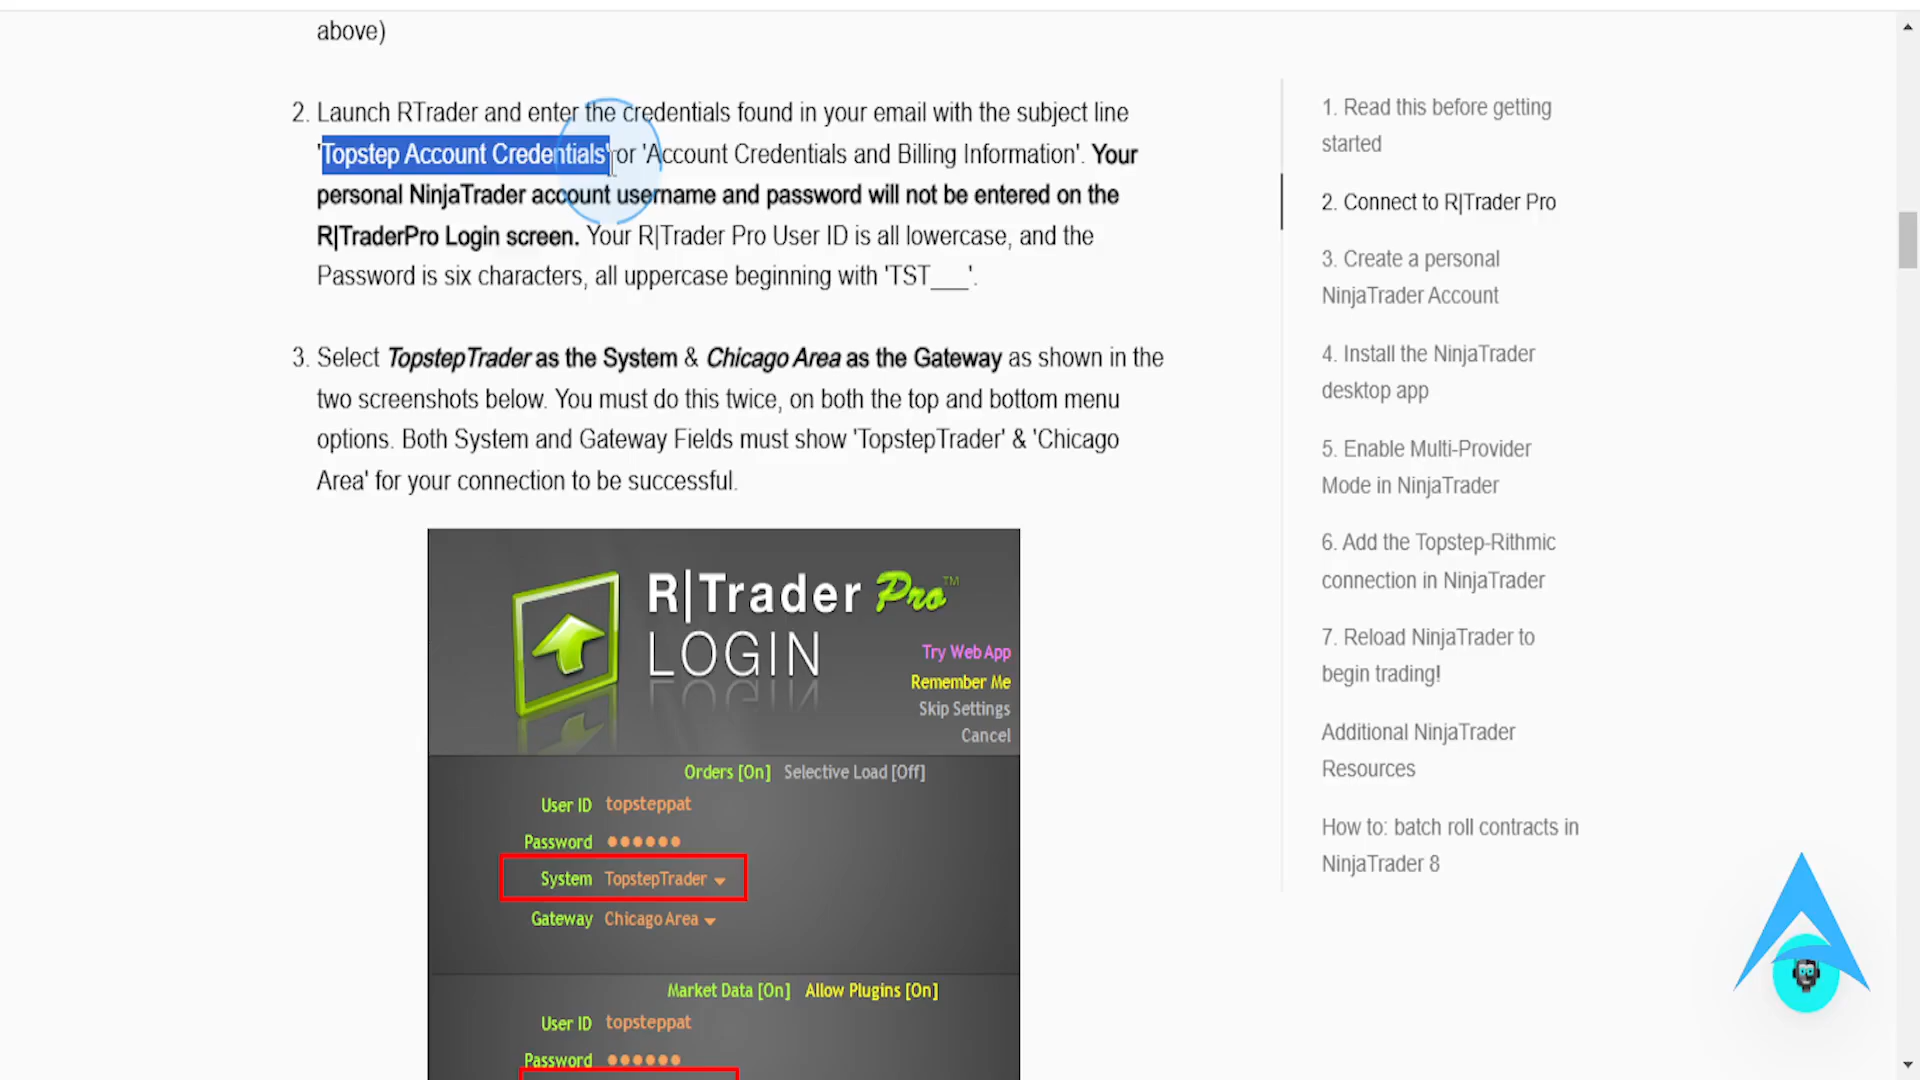 above)
2. Launch RTrader and enter the credentials found in your email with the subject line
'Topstep Account Credentials' or 'Account Credentials and Billing Information'. Your
personal NinjaTrader account username and password will not be entered on the
R|TraderPro Login screen. Your R|Trader Pro User ID is all lowercase, and the
Password is six characters, all uppercase beginning with 'TST___'.
3. Select TopstepTrader as the System & Chicago Area as the Gateway as shown in the
two screenshots below. You must do this twice, on both the top and bottom menu
options. Both System and Gateway Fields must show 'TopstepTrader' & 'Chicago
Area' for your connection to be successful.
R|Trader Pro™
LOGIN
Try Web App
Remember Me
Skip Settings
Cancel
Orders [On] Selective Load [Off]
User ID topsteppat
Password ●●●●●●
System TopstepTrader
Gateway Chicago Area
Market Data [On] Allow Plugins [On]
User ID topsteppat
Password ●●●●●●
1. Read this before getting
started
2. Connect to R|Trader Pro
3. Create a personal
NinjaTrader Account
4. Install the NinjaTrader
desktop app
5. Enable Multi-Provider
Mode in NinjaTrader
6. Add the Topstep-Rithmic
connection in NinjaTrader
7. Reload NinjaTrader to
begin trading!
Additional NinjaTrader
Resources
How to: batch roll contracts in
NinjaTrader 8